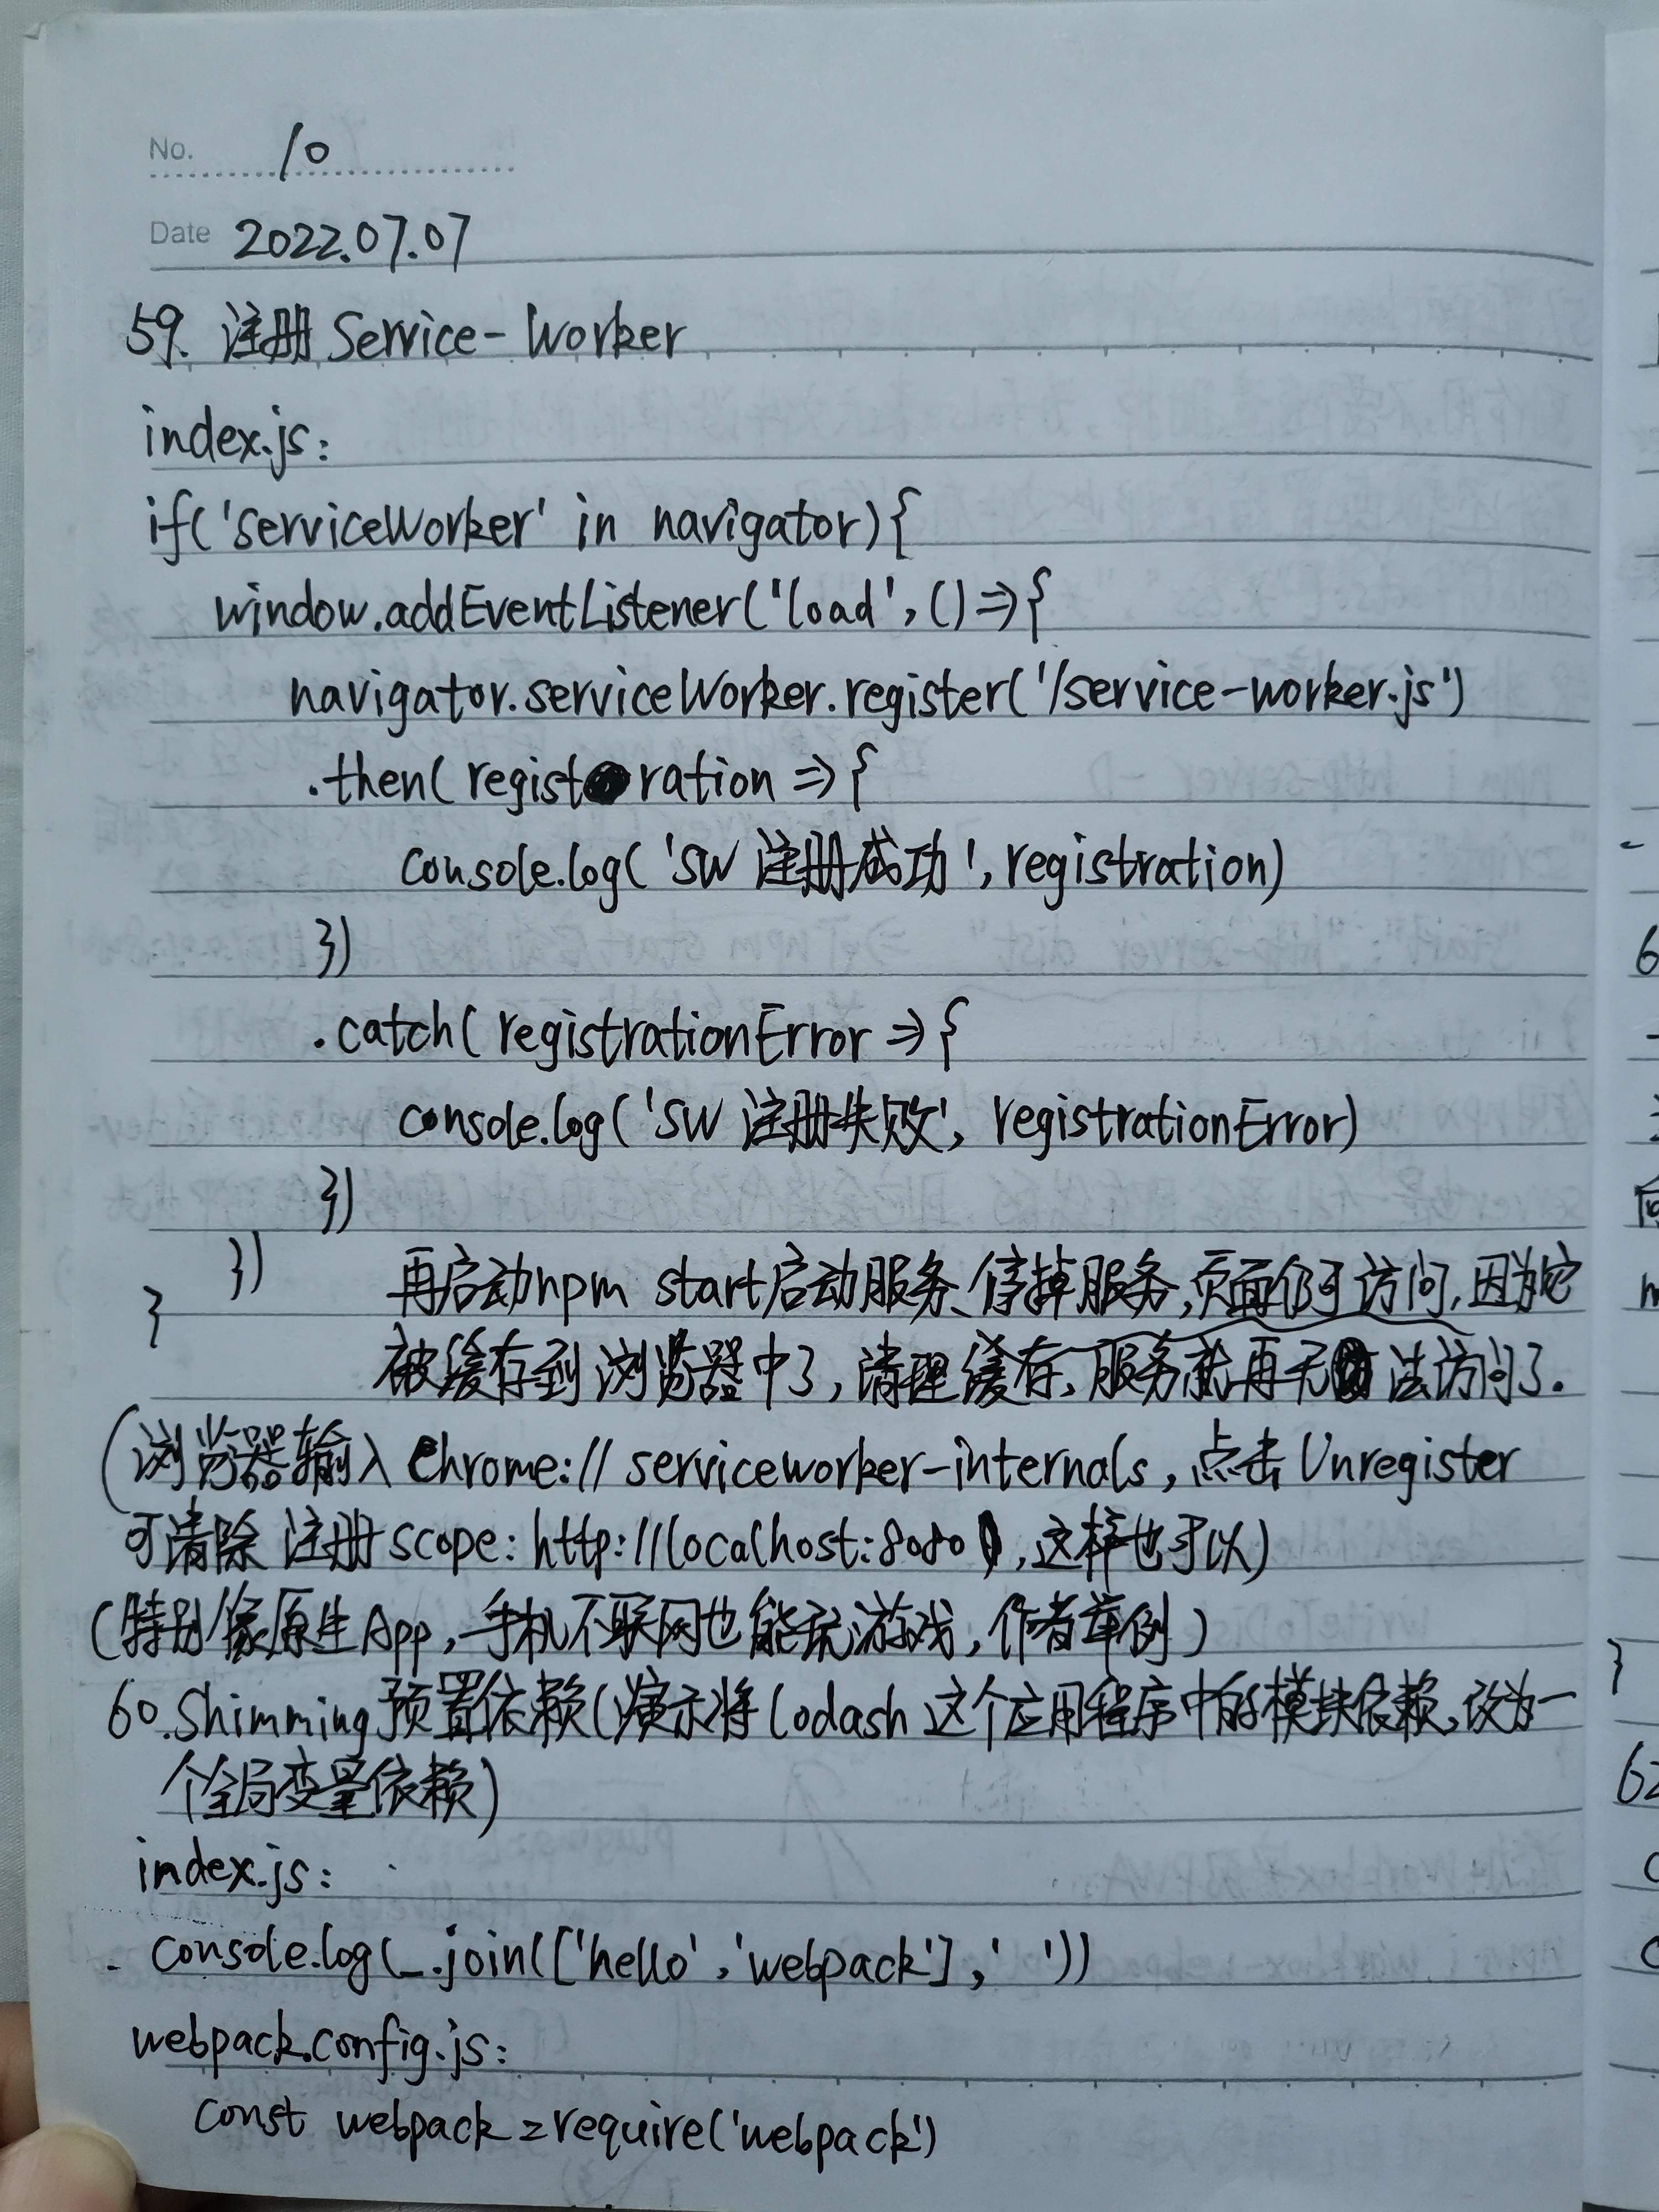 No. 10
Date 2022.07.07
59. 注册 Service-Worker
index.js:
if('serviceWorker' in navigator){
window.addEventListener('load',()=>{
navigator.serviceWorker.register('/service-worker.js')
.then(registration=>{
console.log('SW 注册成功',registration)
})
.catch(registrationError=>{
console.log('SW 注册失败', registrationError)
})
})
} 再启动npm start启动服务、停掉服务,页面仍可访问,因为它
被缓存到浏览器中了,清理缓存,服务就再无法访问了.
(浏览器输入 Chrome://serviceworker-internals,点击Unregister
可清除 注册scope:http://localhost:8080,这样也可以)
(特别像原生App,手机不联网也能玩游戏,作者举例)
60.Shimming预置依赖(演示将lodash这个应用程序中的模块依赖,改为一
个全局变量依赖)
index.js:
console.log(_.join(['hello','webpack'],' '))
webpack.config.js:
const webpack=require('webpack')